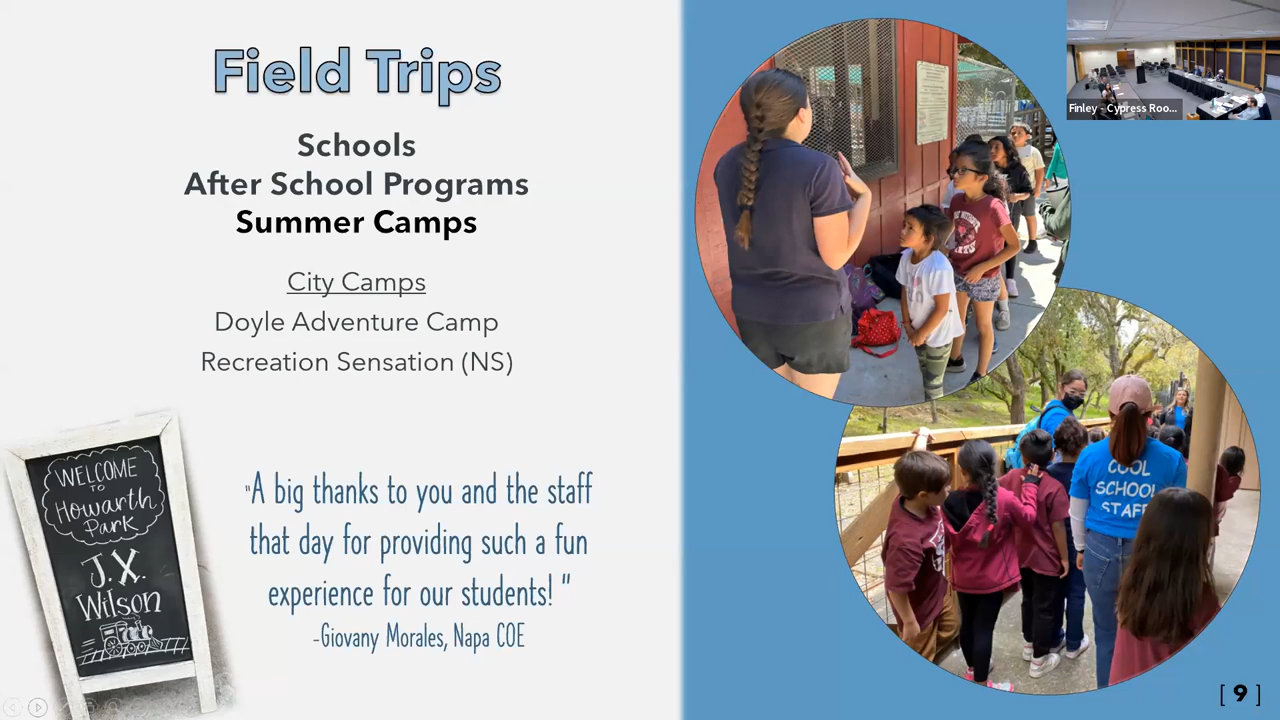 Field Trips
Schools
After School Programs
Summer Camps
City Camps
Doyle Adventure Camp
Recreation Sensation (NS)
WELCOME
TO
Howarth
Park
J.X.
Wilson
"A big thanks to you and the staff
that day for providing such a fun
experience for our students! "
-Giovany Morales, Napa COE
Finley - Cypress Roo...
COOL
SCHOOL
STAFF
[ 9 ]